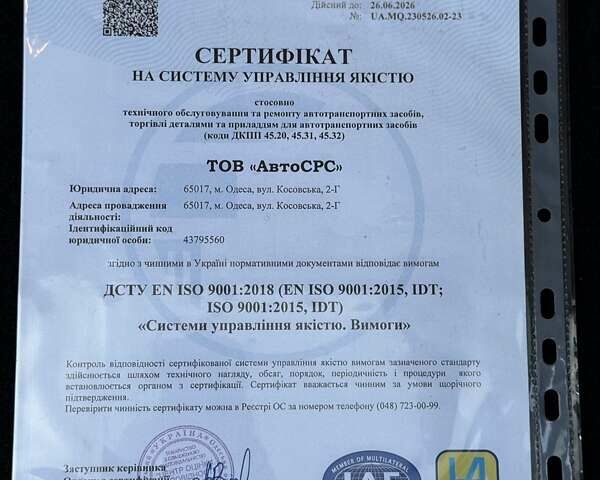 Дійсний до: 26.06.2026
№: UA.MQ.230526.02-23
СЕРТИФІКАТ
НА СИСТЕМУ УПРАВЛІННЯ ЯКІСТЮ
стосовно
технічного обслуговування та ремонту автотранспортних засобів,
торгівлі деталями та приладдям для автотранспортних засобів
(коди ДКПП 45.20, 45.31, 45.32)
ТОВ «АвтоСРС»
Юридична адреса: 65017, м. Одеса, вул. Косовська, 2-Г
Адреса провадження 65017, м. Одеса, вул. Косовська, 2-Г
діяльності:
Ідентифікаційний код
юридичної особи: 43795560
згідно з чинними в Україні нормативними документами відповідає вимогам
ДСТУ EN ISO 9001:2018 (EN ISO 9001:2015, IDT;
ISO 9001:2015, IDT)
«Системи управління якістю. Вимоги»
Контроль відповідності сертифікованої системи управління якістю вимогам зазначеного стандарту
здійснюється шляхом технічного нагляду, обсяг, порядок, періодичність і процедури якого
встановлюється органом з сертифікації. Сертифікат вважається чинним за умови щорічного
підтвердження.
Перевірити чинність сертифікату можна в Реєстрі ОС за номером телефону (048) 723-00-99.
Заступник керівника
УКРАЇНА
MEMBER OF MULTILATERAL
IAF